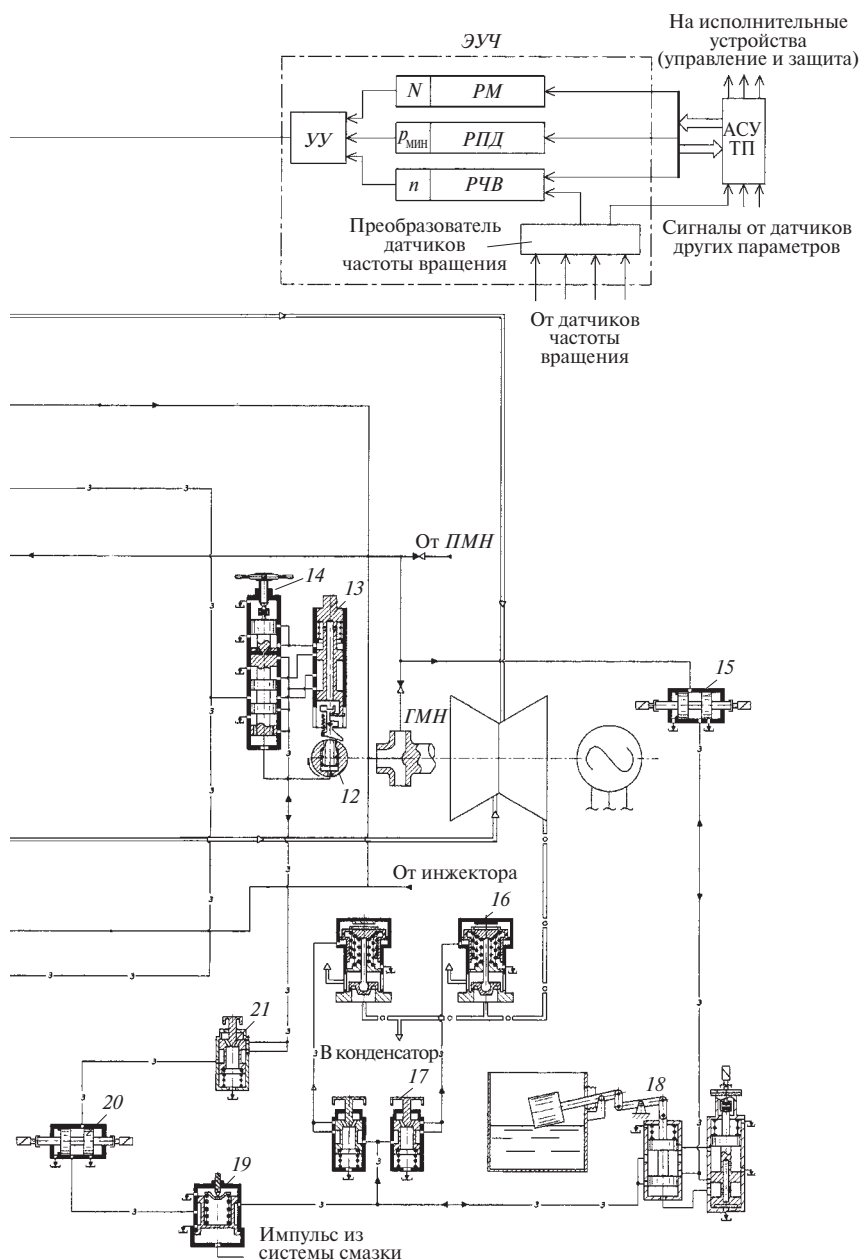 ЭУЧ
На исполнительные
устройства
(управление и защита)
N РМ
УУ
pмин РПД
АСУ
ТП
n РЧВ
Преобразователь
датчиков
частоты вращения
Сигналы от датчиков
других параметров
От датчиков
частоты
вращения
з
з
з
От ПМН
14
13
15
ГМН
12
з
з
з
з
От инжектора
16
з
з
21
В конденсатор
з
з
з
17
18
20
19
з
з
з
з
Импульс из
системы смазки